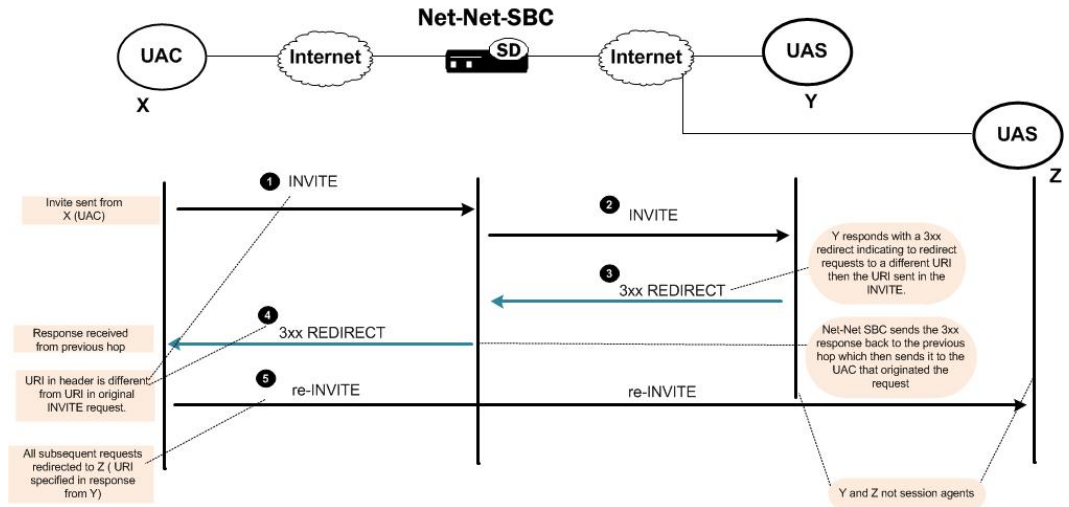 Net-Net-SBC
UAC
Internet
SD
Internet
UAS
X
Y
UAS
Z
1 INVITE
Invite sent from
X (UAC)
2 INVITE
Y responds with a 3xx
redirect indicating to redirect
requests to a different URI
then the URI sent in the
INVITE.
3
3xx REDIRECT
4
3xx REDIRECT
Response received
from previous hop
Net-Net SBC sends the 3xx
response back to the previous
hop which then sends it to the
UAC that originated the
request
URI in header is different
from URI in original
INVITE request.
5
re-INVITE
re-INVITE
All subsequent requests
redirected to Z ( URI
specified in response
from Y)
Y and Z not session agents